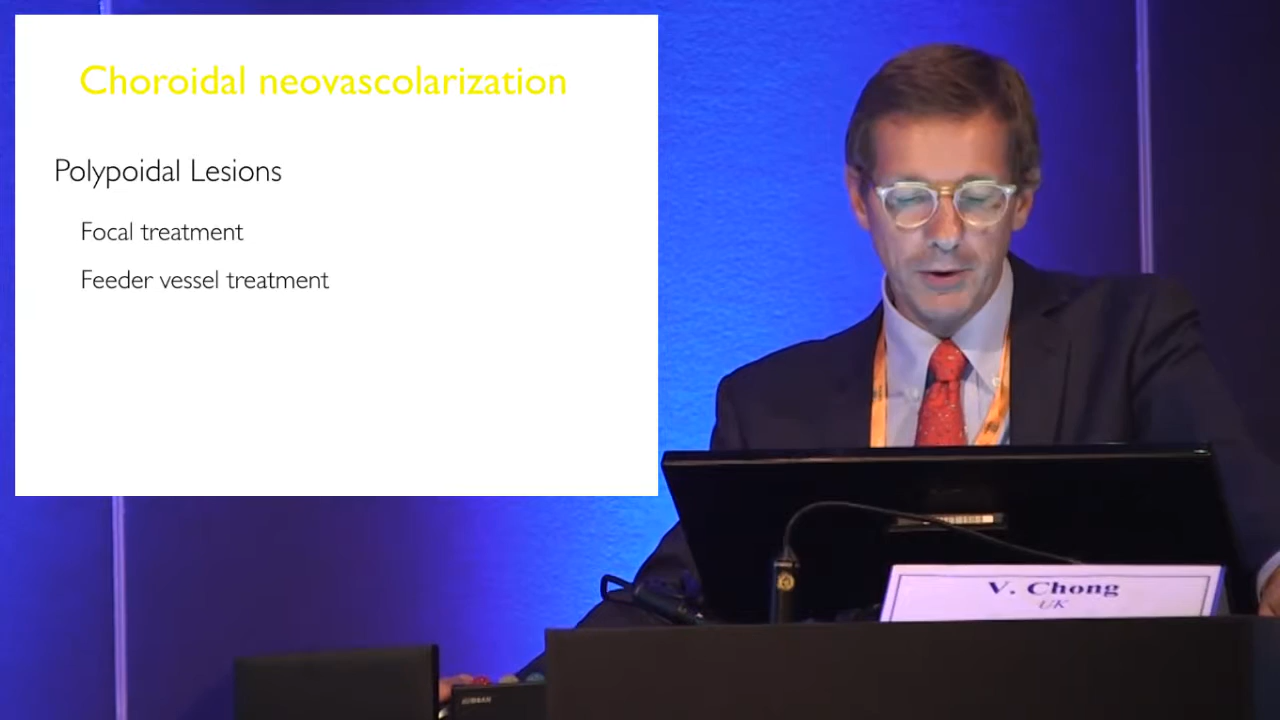 Choroidal neovascolarization
Polypoidal Lesions
Focal treatment
Feeder vessel treatment
V. Chong
UK